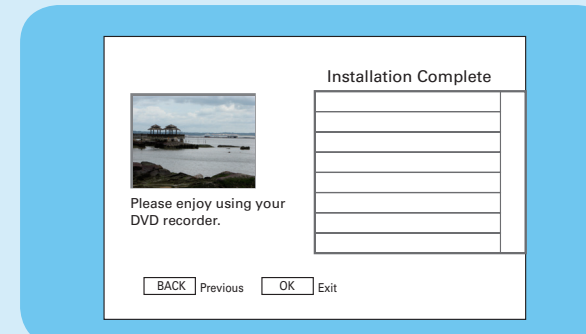 Installation Complete
Please enjoy using your
DVD recorder.
BACK Previous OK Exit